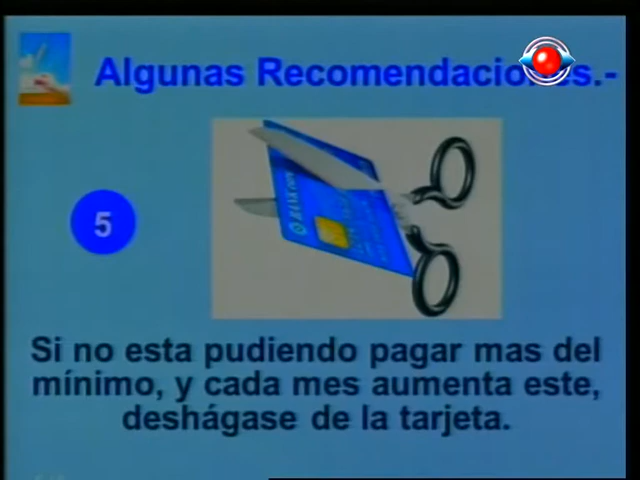 Algunas Recomendaciones.-
5
Si no esta pudiendo pagar mas del
mínimo, y cada mes aumenta este,
deshágase de la tarjeta.